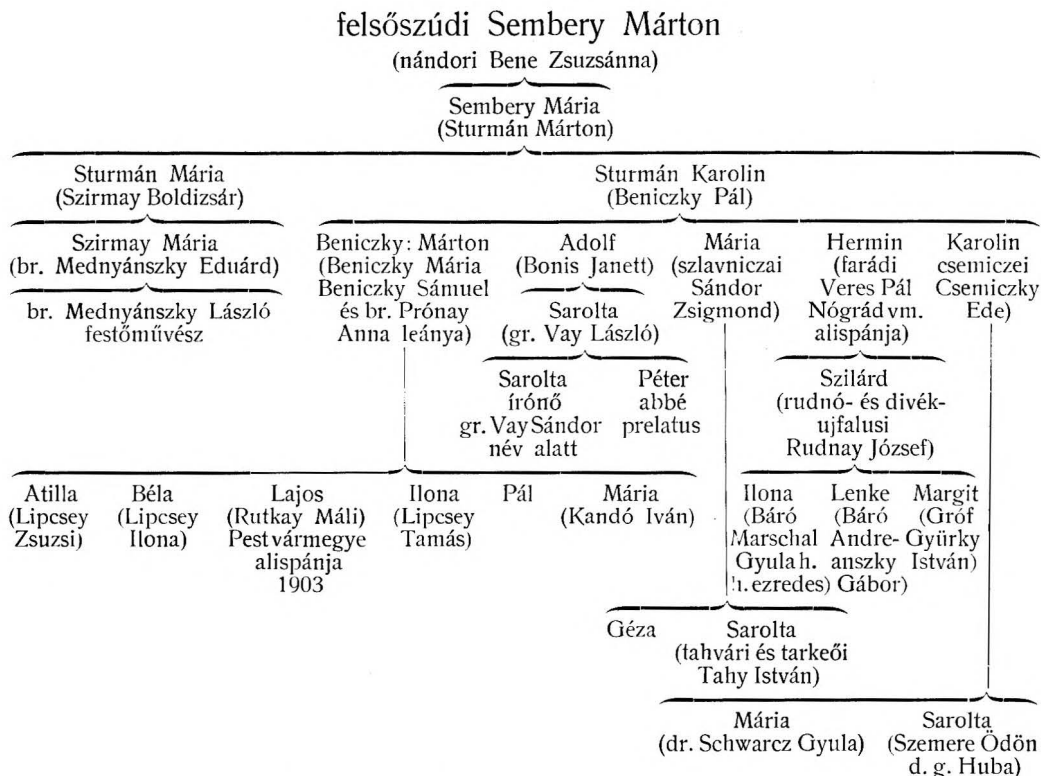 felsőszúdi Sembery Márton
(nándori Bene Zsuzsánna)
Sembery Mária
(Sturmán Márton)
Sturmán Mária
(Szirmay Boldizsár)
Sturmán Karolin
(Beniczky Pál)
Szirmay Mária
(br. Mednyánszky Eduárd)
br. Mednyánszky László
festőművész
Beniczky: Márton
(Beniczky Mária
Beniczky Sámuel
és br. Prónay
Anna leánya)
Adolf
(Bonis Janett)
Sarolta
(gr. Vay László)
Sarolta
írónő
gr. Vay Sándor
név alatt
Péter
abbé
prelatus
Mária
(szlavniczai
Sándor
Zsigmond)
Hermin
(farádi
Veres Pál
Nógrád vm.
alispánja)
Karolin
csemiczei
Csemiczky
Ede)
Szilárd
(rudnó- és divék-
ujfalusi
Rudnay József)
Atilla
(Lipcsey
Zsuzsi)
Béla
(Lipcsey
Ilona)
Lajos
(Rutkay Máli)
Pest vármegye
alispánja
1903
Ilona
(Lipcsey
Tamás)
Pál
Mária
(Kandó Iván)
Ilona
(Báró
Marschal
Gyula h.
h. ezredes)
Lenke
(Báró
Andre-
anszky
Gábor)
Margit
(Gróf
Gyürky
István)
Géza
Sarolta
(tahvári és tarkeői
Tahy István)
Mária
(dr. Schwarcz Gyula)
Sarolta
(Szemere Ödön
d. g. Huba)